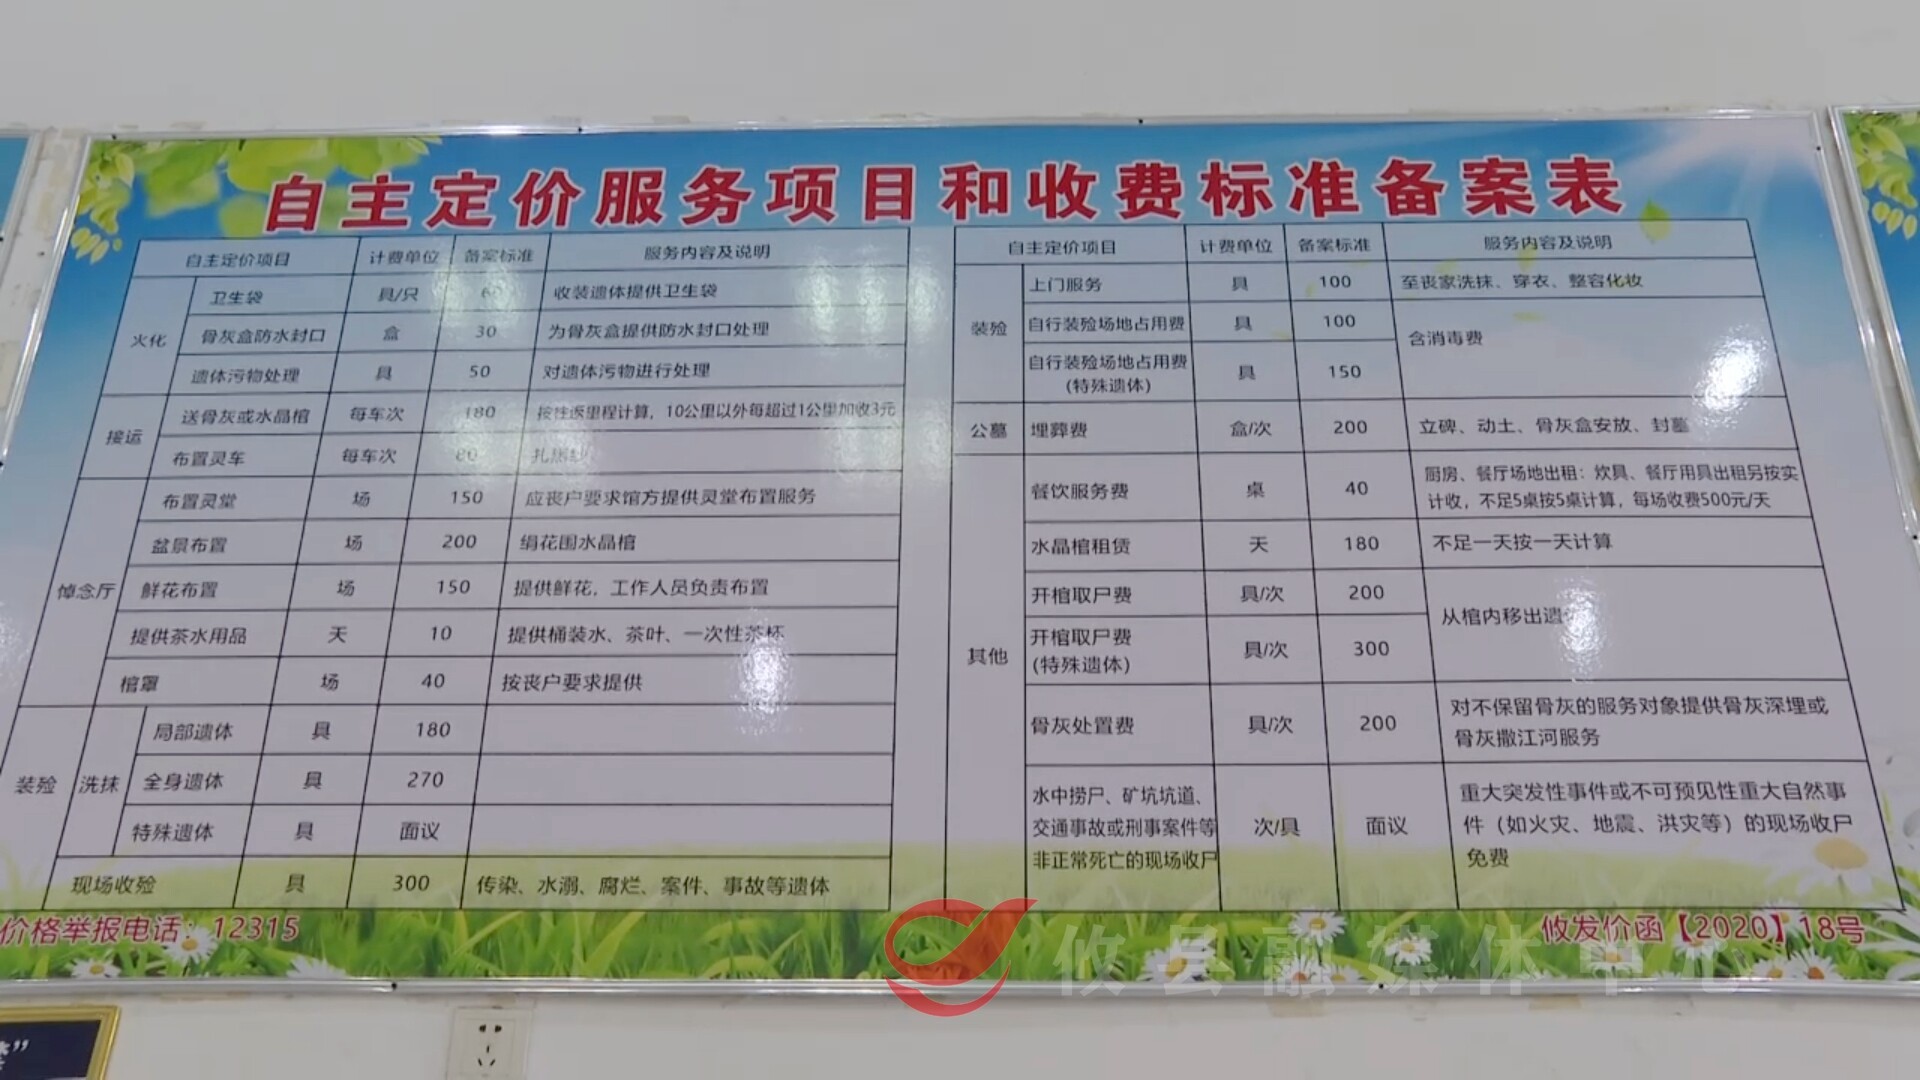 自主定价服务项目和收费标准备案表
自主定价项目 计费单位 备案标准 服务内容及说明
火化
卫生袋 具/只 60 收装遗体提供卫生袋
骨灰盒防水封口 盒 30 为骨灰盒提供防水封口处理
遗体污物处理 具 50 对遗体污物进行处理
接运
送骨灰或水晶棺 每车次 180 按往返里程计算，10公里以外每超过1公里加收3元
布置灵车 每车次 80
悼念厅
布置灵堂 场 150 应丧户要求馆方提供灵堂布置服务
盆景布置 场 200 绢花围水晶棺
鲜花布置 场 150 提供鲜花，工作人员负责布置
提供茶水用品 天 10 提供桶装水、茶叶、一次性茶杯
棺罩 场 40 按丧户要求提供
装殓 洗抹
局部遗体 具 180
全身遗体 具 270
特殊遗体 具 面议
现场收殓 具 300 传染、水溺、腐烂、案件、事故等遗体
自主定价项目 计费单位 备案标准 服务内容及说明
装殓
上门服务 具 100 至丧家洗抹、穿衣、整容化妆
自行装殓场地占用费 具 100
含消毒费
自行装殓场地占用费
(特殊遗体) 具 150
公墓 埋葬费 盒/次 200 立碑、动土、骨灰盒安放、封墓
其他
餐饮服务费 桌 40 厨房、餐厅场地出租：炊具、餐厅用具出租另按实
计收，不足5桌按5桌计算，每场收费500元/天
水晶棺租赁 天 180 不足一天按一天计算
开棺取尸费 具/次 200
从棺内移出遗
开棺取尸费
(特殊遗体) 具/次 300
骨灰处置费 具/次 200 对不保留骨灰的服务对象提供骨灰深埋或
骨灰撒江河服务
水中捞尸、矿坑坑道、
交通事故或刑事案件等
非正常死亡的现场收尸 次/具 面议
重大突发性事件或不可预见性重大自然事
件（如火灾、地震、洪灾等）的现场收尸
免费
价格举报电话：12315
攸发价函【2020】18号
攸县融媒体中心